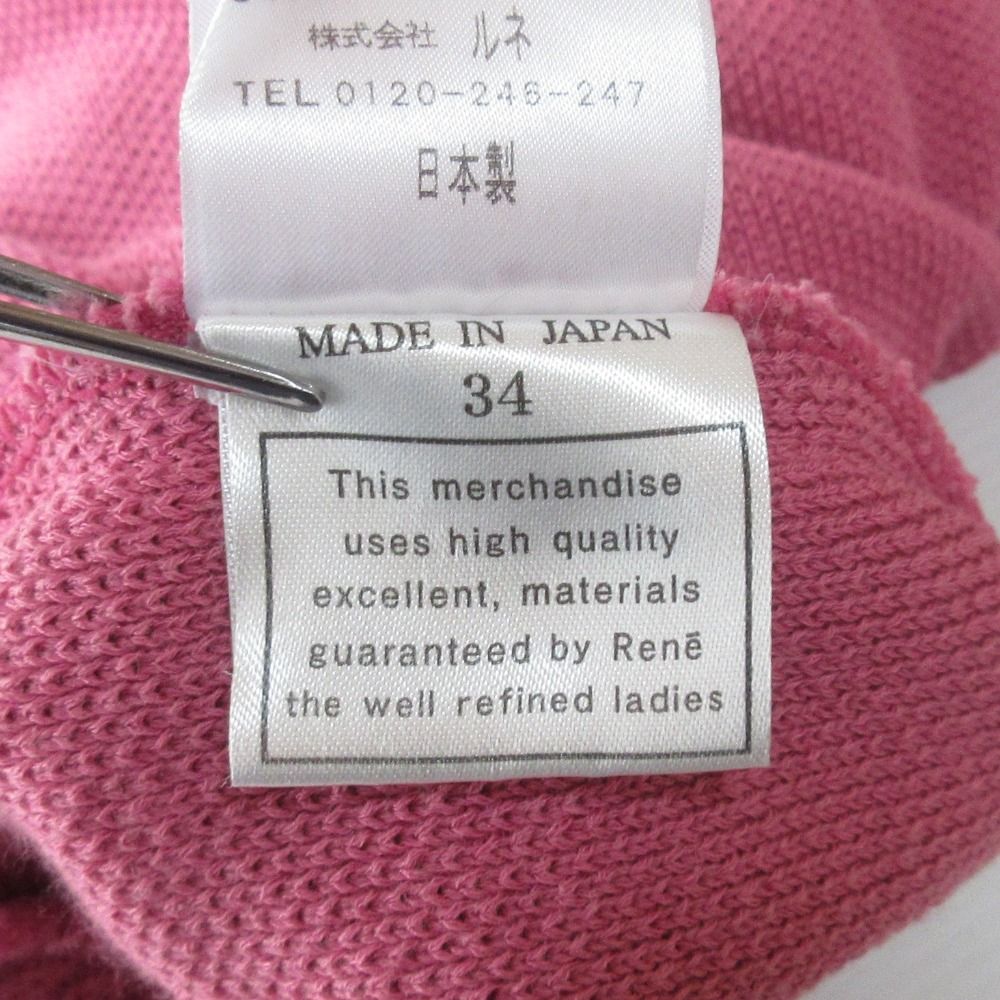 株式会社 ルネ
TEL 0120-246-247
日本製
MADE IN JAPAN
34
This merchandise
uses high quality
excellent, materials
guaranteed by Renē
the well refined ladies